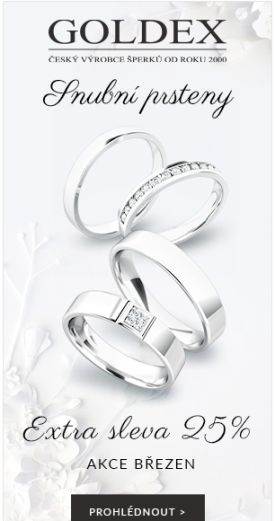 GOLDEX
ČESKÝ VÝROBCE ŠPERKŮ OD ROKU 2000
Snubní prsteny
Extra sleva 25%
AKCE BŘEZEN
PROHLÉDNOUT >